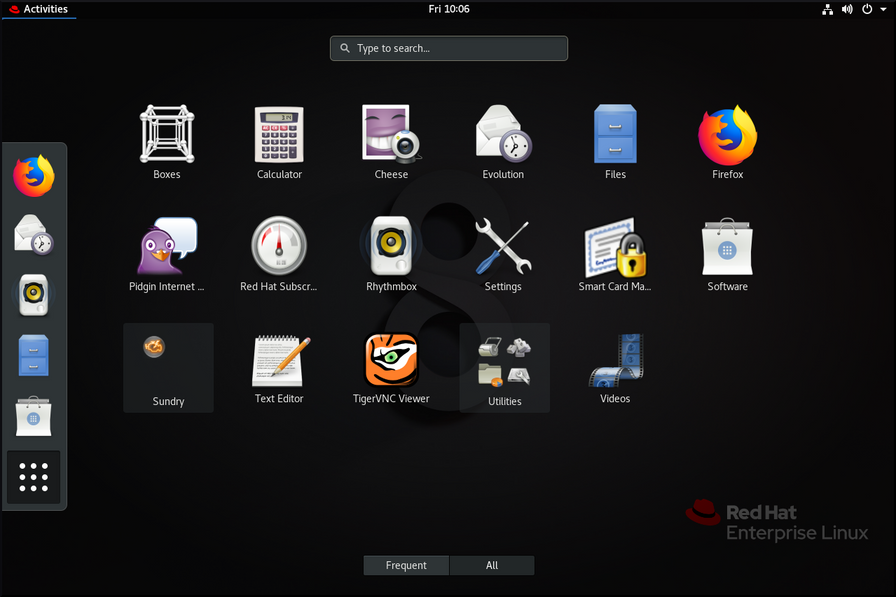 Activities
Fri 10:06
Type to search...
Boxes
Calculator
Cheese
Evolution
Files
Firefox
Pidgin Internet ...
Red Hat Subscr...
Rhythmbox
Settings
Smart Card Ma...
Software
Sundry
Text Editor
TigerVNC Viewer
Utilities
Videos
Red Hat
Enterprise Linux
Frequent
All